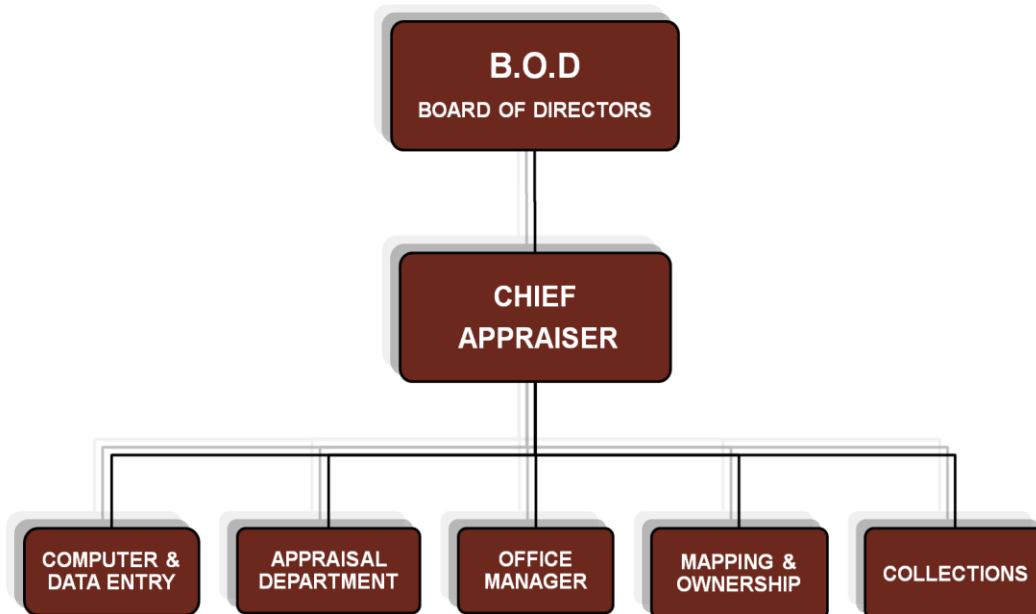 B.O.D
BOARD OF DIRECTORS
CHIEF
APPRAISER
COMPUTER &
DATA ENTRY
APPRAISAL
DEPARTMENT
OFFICE
MANAGER
MAPPING &
OWNERSHIP
COLLECTIONS